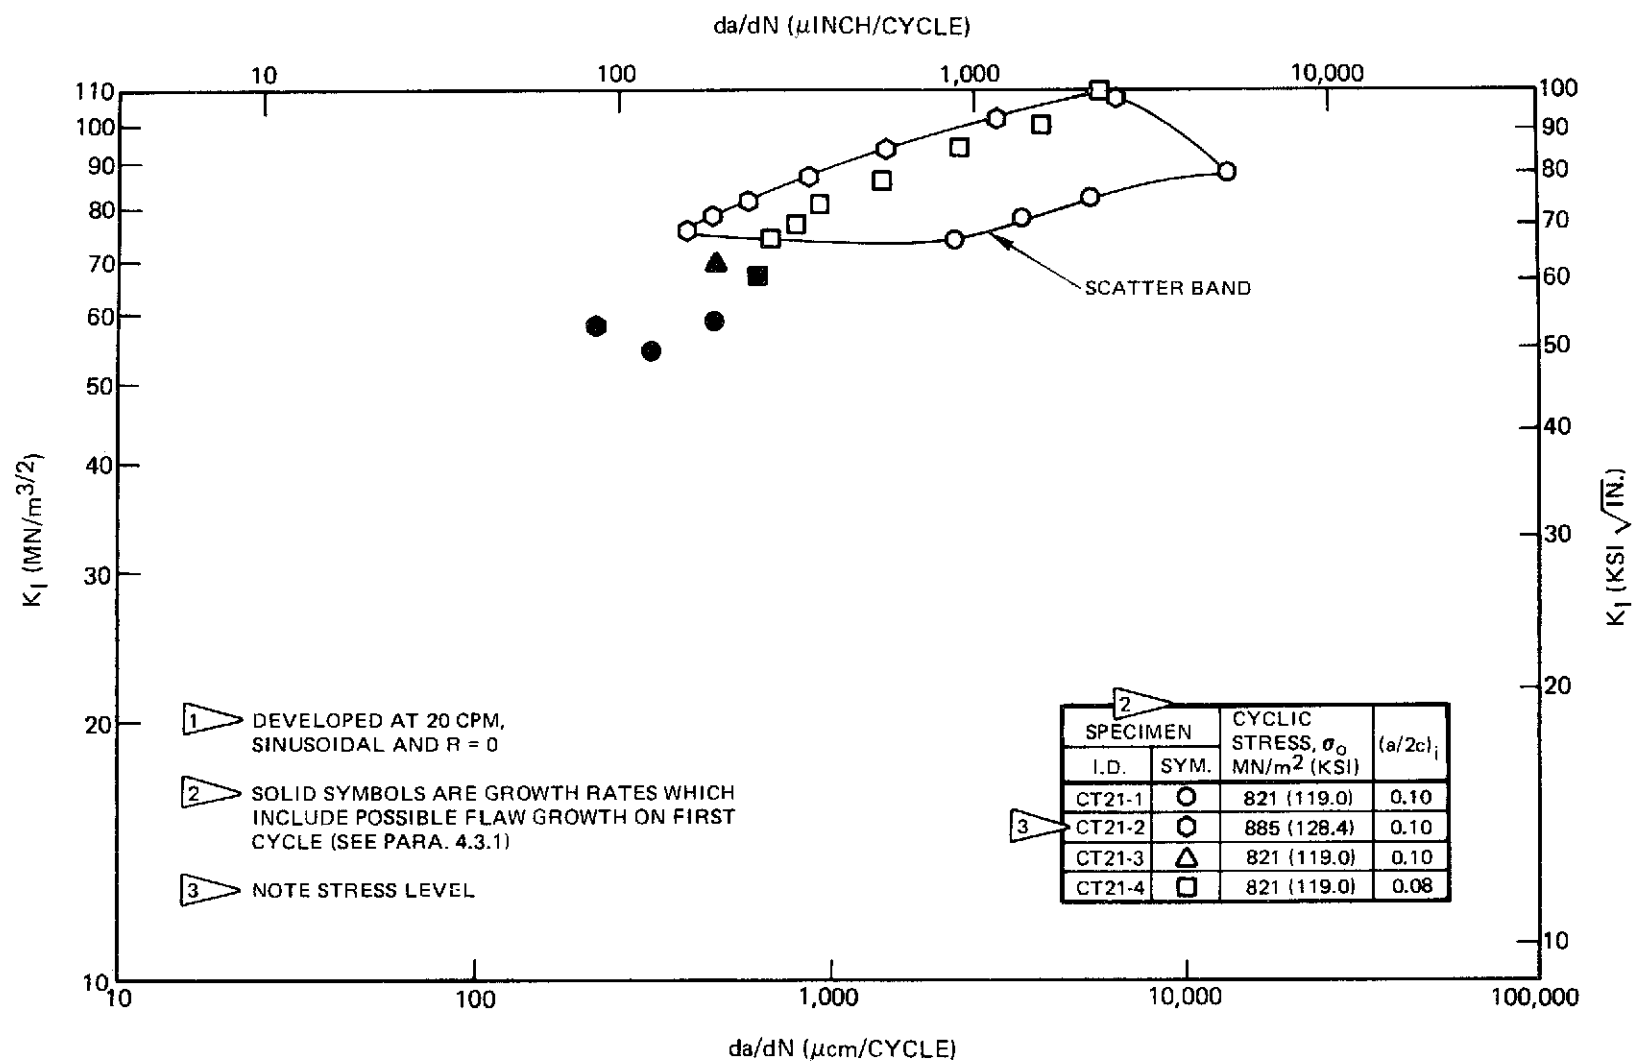 da/dN (μINCH/CYCLE)
10 100 1,000 10,000
110 100
100 90
90 80
80 70
70 60
60 50
50 40
40 30
30 20
20 10
10
K_I (MN/m^3/2)
K_I (KSI √IN.)
SCATTER BAND
1 DEVELOPED AT 20 CPM,
SINUSOIDAL AND R = 0
2 SOLID SYMBOLS ARE GROWTH RATES WHICH
INCLUDE POSSIBLE FLAW GROWTH ON FIRST
CYCLE (SEE PARA. 4.3.1)
3 NOTE STRESS LEVEL
2
SPECIMEN CYCLIC STRESS, σ_o MN/m^2 (KSI) (a/2c)_i
I.D. SYM.
CT21-1 821 (119.0) 0.10
3 CT21-2 885 (128.4) 0.10
CT21-3 821 (119.0) 0.10
CT21-4 821 (119.0) 0.08
10 100 1,000 10,000 100,000
da/dN (μcm/CYCLE)